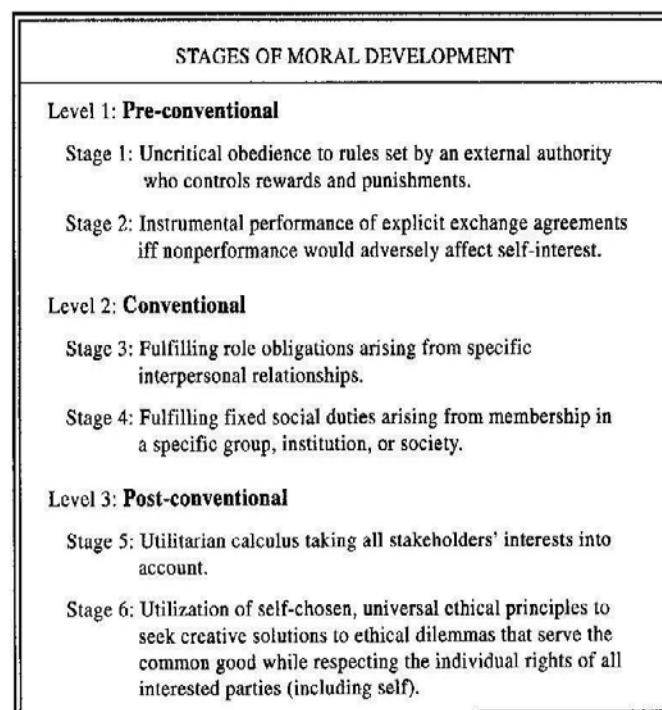 STAGES OF MORAL DEVELOPMENT
Level 1: Pre-conventional
Stage 1: Uncritical obedience to rules set by an external authority
who controls rewards and punishments.
Stage 2: Instrumental performance of explicit exchange agreements
iff nonperformance would adversely affect self-interest.
Level 2: Conventional
Stage 3: Fulfilling role obligations arising from specific
interpersonal relationships.
Stage 4: Fulfilling fixed social duties arising from membership in
a specific group, institution, or society.
Level 3: Post-conventional
Stage 5: Utilitarian calculus taking all stakeholders' interests into
account.
Stage 6: Utilization of self-chosen, universal ethical principles to
seek creative solutions to ethical dilemmas that serve the
common good while respecting the individual rights of all
interested parties (including self).